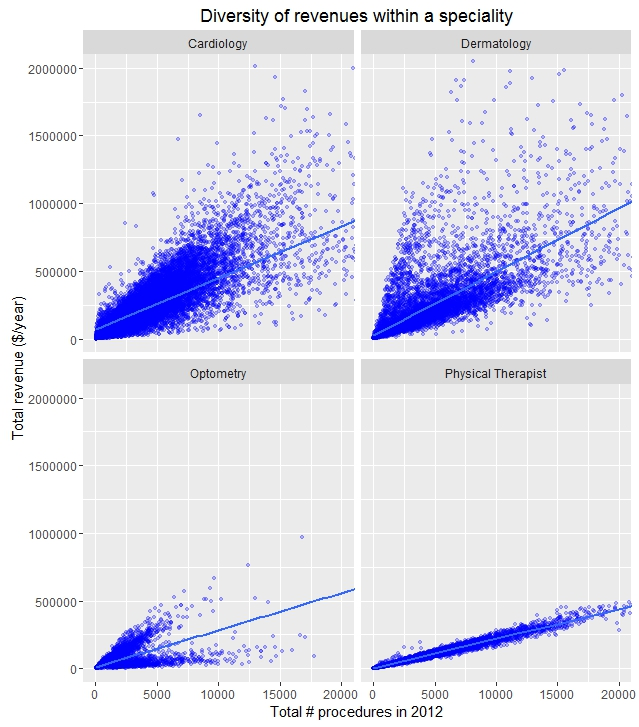 Diversity of revenues within a speciality
Cardiology
Dermatology
2000000
1500000
1000000
500000
0
Optometry
Physical Therapist
2000000
1500000
1000000
500000
0
Total revenue ($/year)
0 5000 10000 15000 20000
0 5000 10000 15000 20000
Total # procedures in 2012